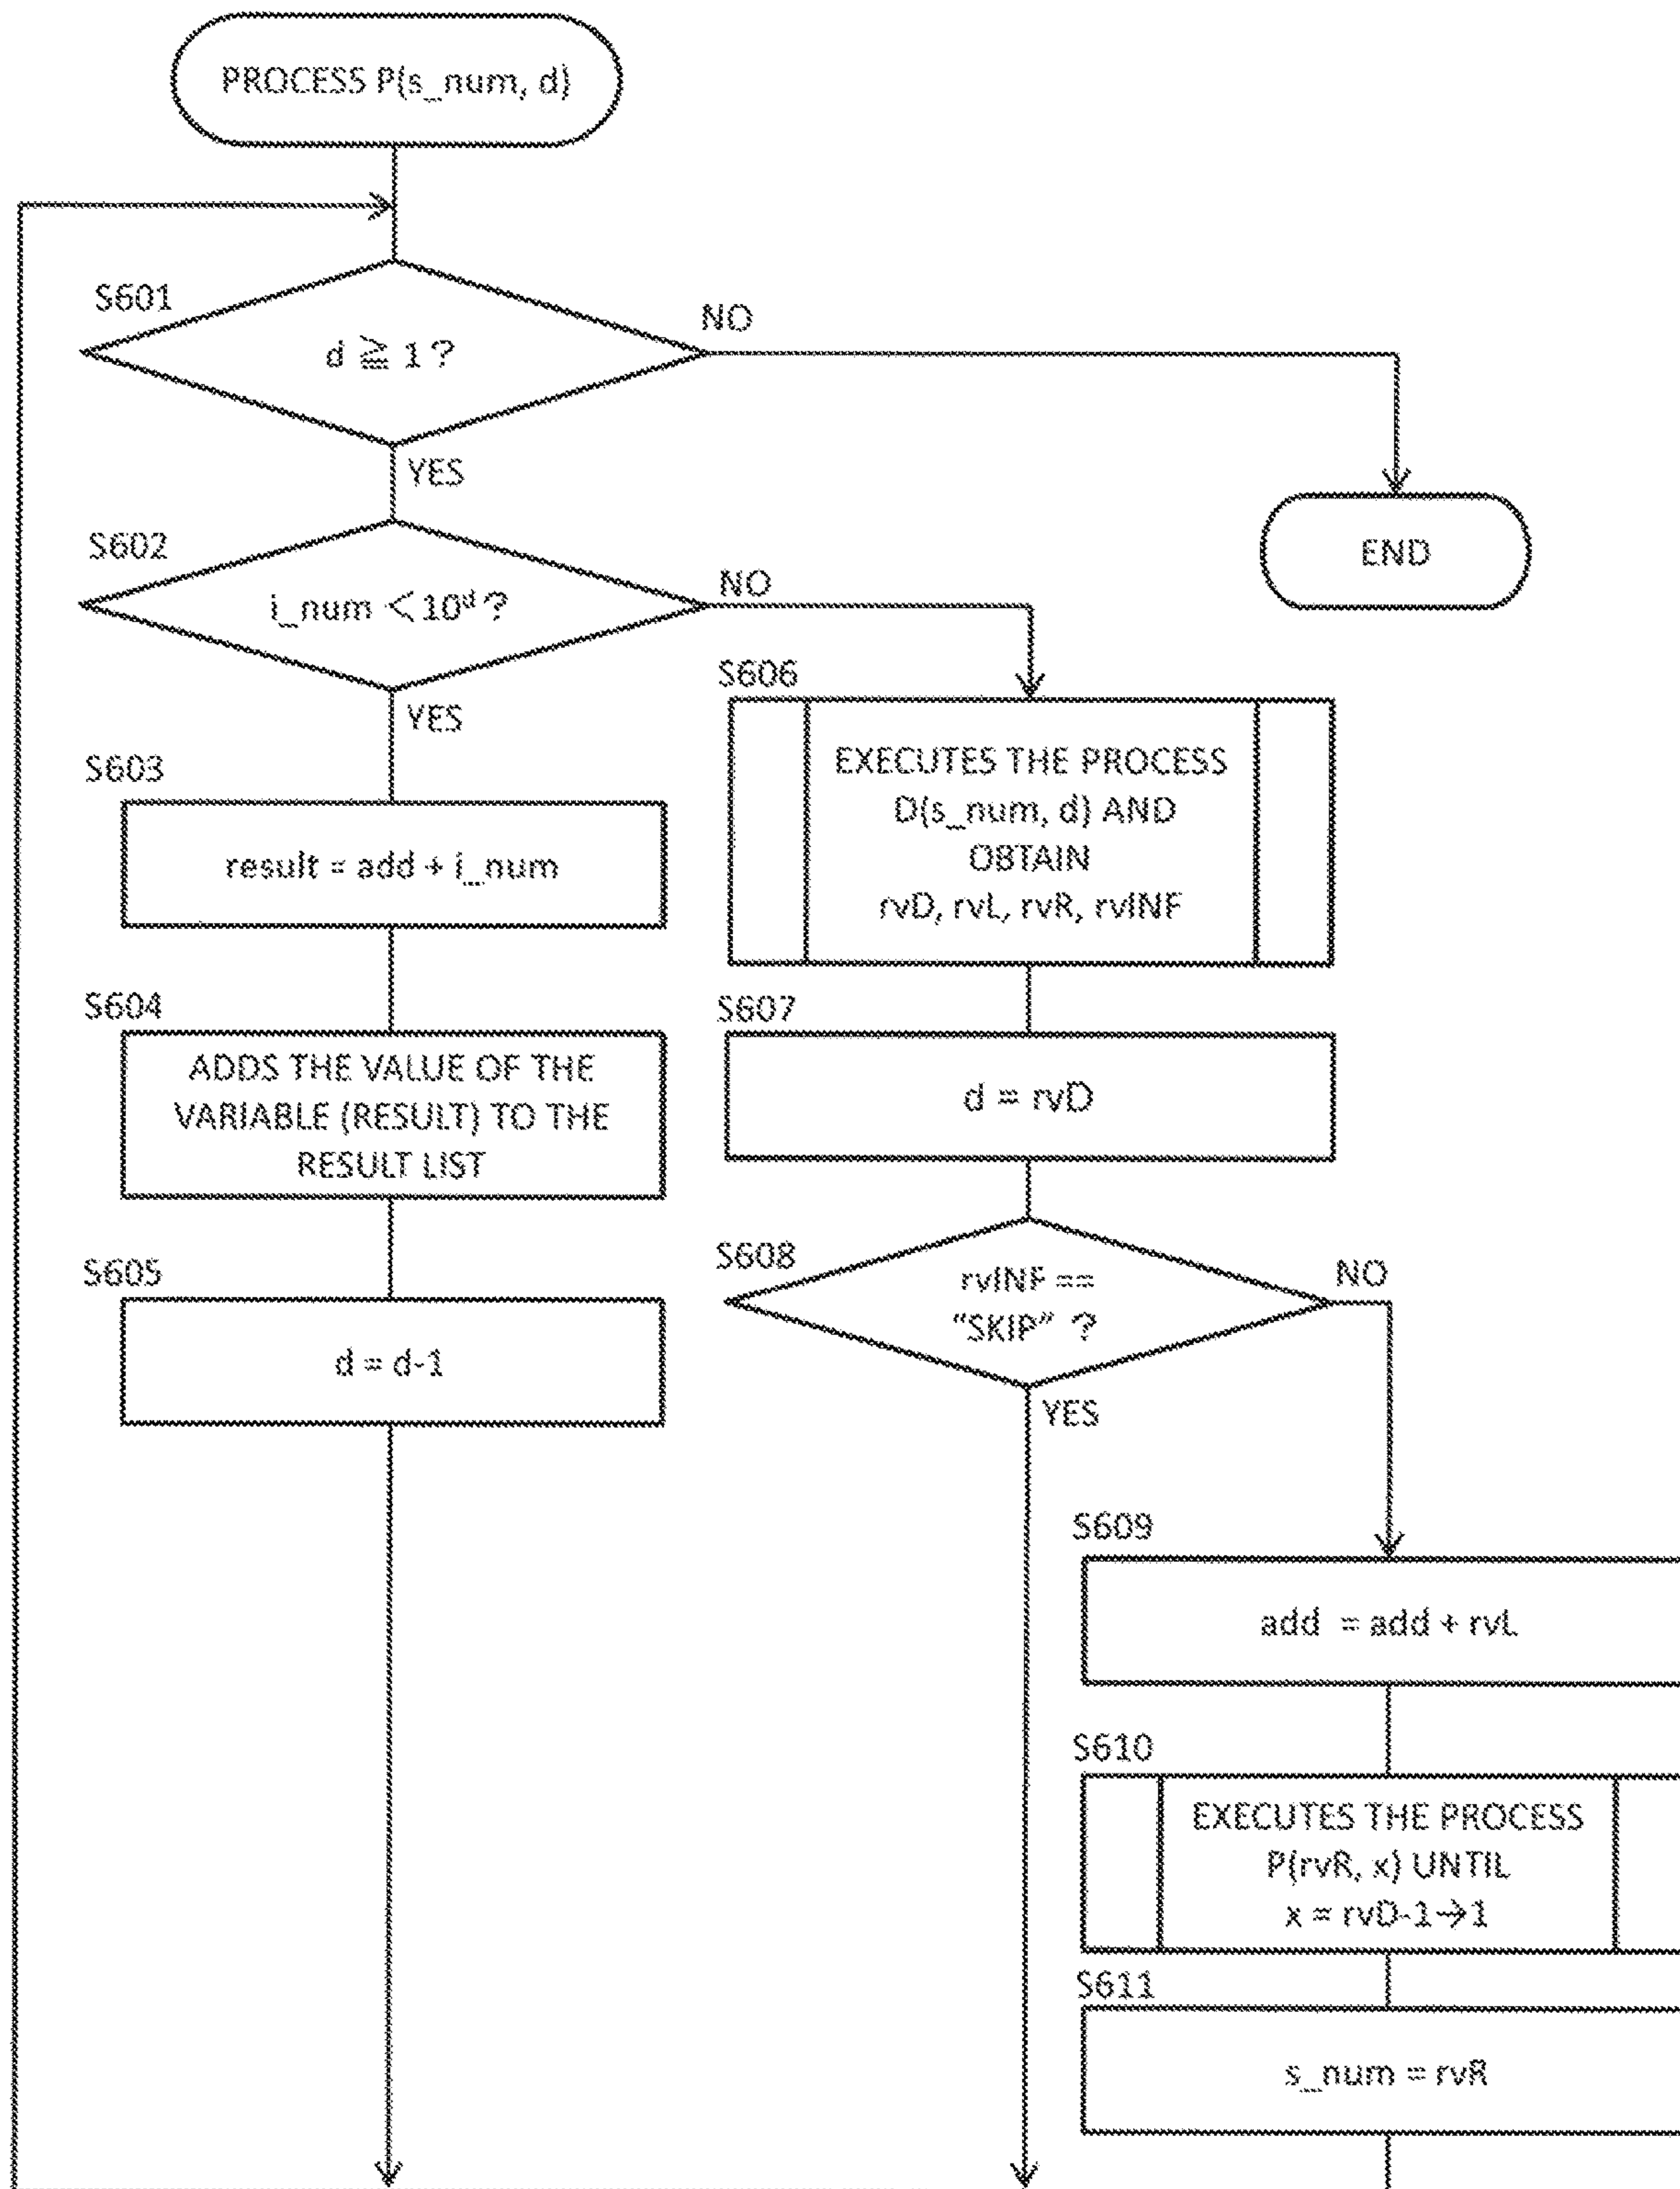 PROCESS P(s_num, d)
S601
d ≧ 1 ?
NO
YES
END
S602
i_num < 10ᵈ ?
NO
YES
S603
result = add + i_num
S604
ADDS THE VALUE OF THE
VARIABLE (RESULT) TO THE
RESULT LIST
S605
d = d-1
S606
EXECUTES THE PROCESS
D(s_num, d) AND
OBTAIN
rvD, rvL, rvR, rvINF
S607
d = rvD
S608
rvINF ==
"SKIP" ?
NO
YES
S609
add = add + rvL
S610
EXECUTES THE PROCESS
P(rvR, x) UNTIL
x = rvD-1→1
S611
s_num = rvR